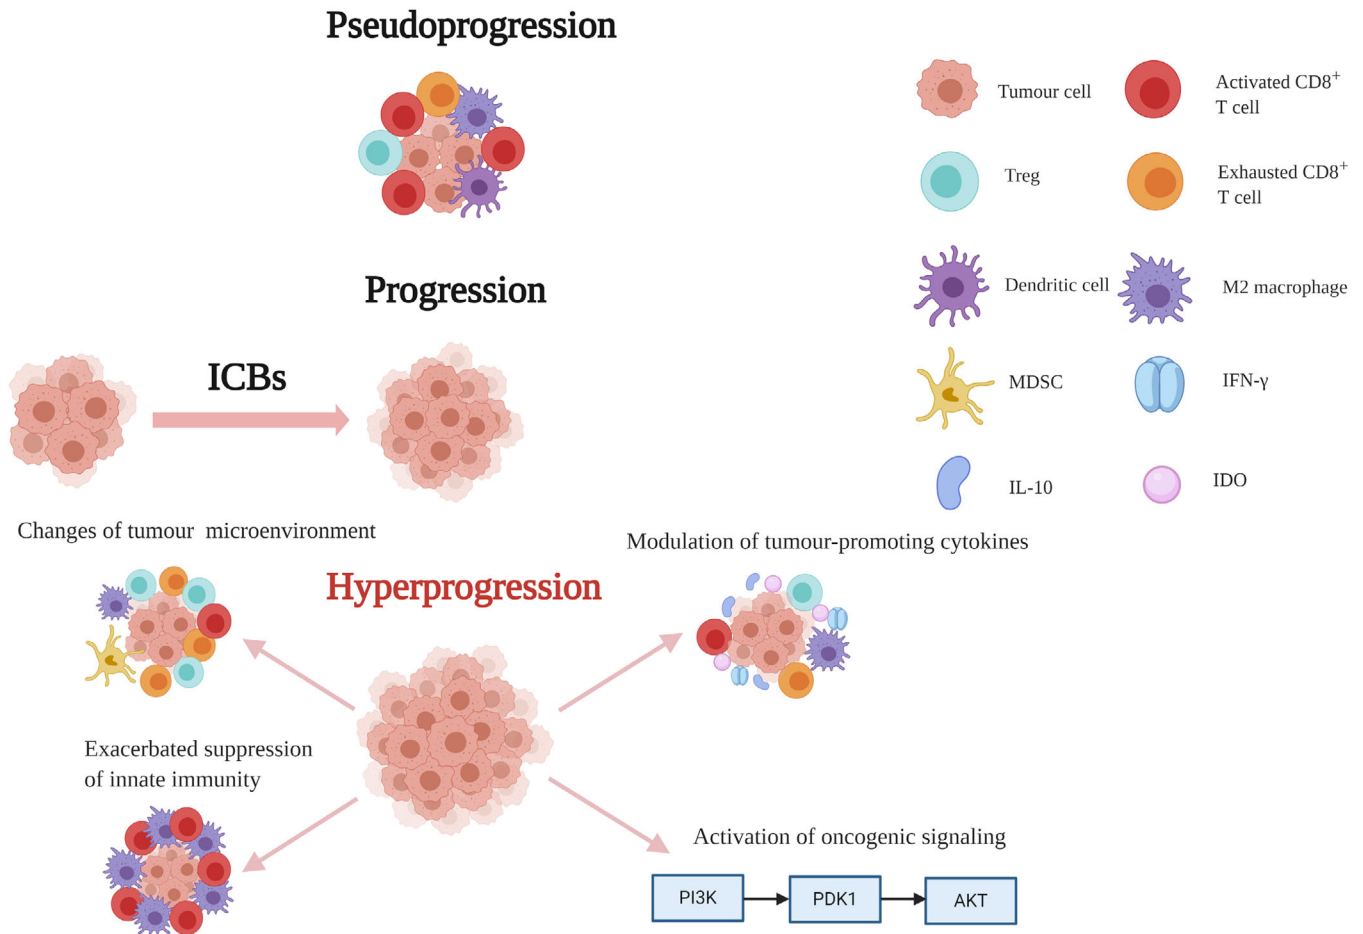 Pseudoprogression
Tumour cell
Activated CD8+
T cell
Treg
Exhausted CD8+
T cell
Progression
Dendritic cell
M2 macrophage
ICBs
MDSC
IFN-γ
IL-10
IDO
Changes of tumour microenvironment
Modulation of tumour-promoting cytokines
Hyperprogression
Exacerbated suppression
of innate immunity
Activation of oncogenic signaling
PI3K
PDK1
AKT